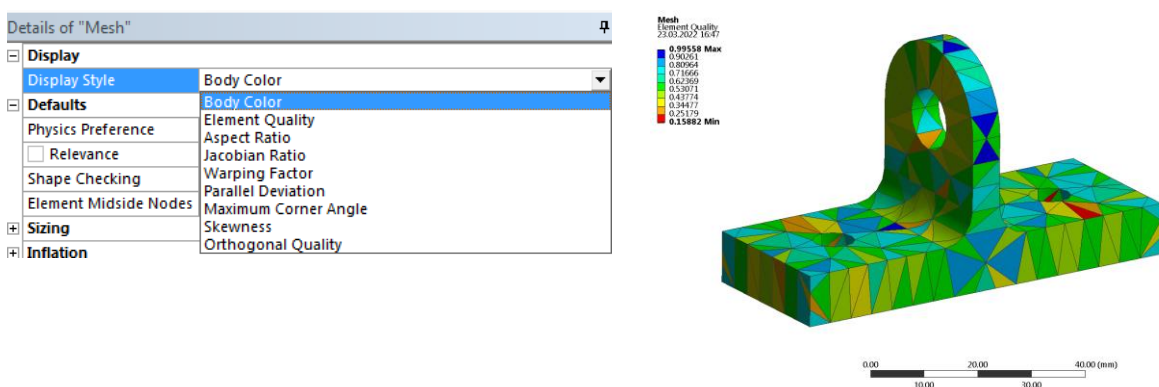 Details of "Mesh"
Display
Display Style Body Color
Body Color
Defaults
Element Quality
Physics Preference
Aspect Ratio
Relevance
Jacobian Ratio
Warping Factor
Shape Checking
Parallel Deviation
Element Midside Nodes
Maximum Corner Angle
Sizing
Skewness
Inflation
Orthogonal Quality
Mesh
Element Quality
23.03.2022 16:47
0.99558 Max
0.90261
0.80964
0.71666
0.62369
0.53071
0.43774
0.34477
0.25179
0.15882 Min
0.00 20.00 40.00 (mm)
10.00 30.00